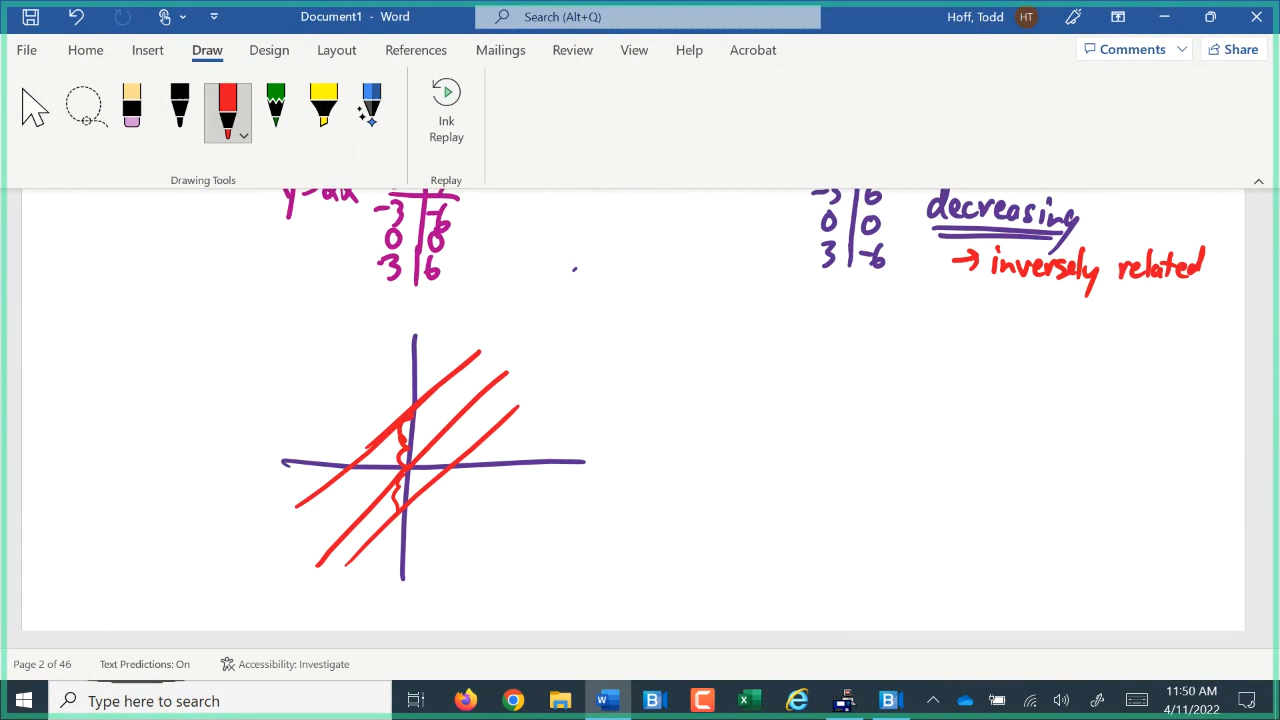 Document1 - Word
Search (Alt+Q)
Hoff, Todd
HT
File
Home
Insert
Draw
Design
Layout
References
Mailings
Review
View
Help
Acrobat
Comments
Share
Ink
Replay
Drawing Tools
Replay
-3 -6
0 0
3 6
-3 6
0 0
3 -6
decreasing
→ inversely related
Page 2 of 46
Text Predictions: On
Accessibility: Investigate
Type here to search
11:50 AM
4/11/2022